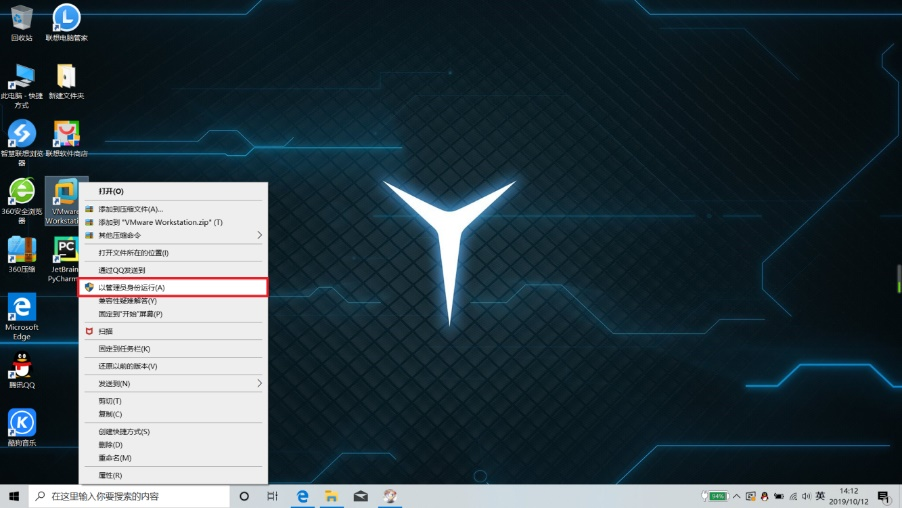 回收站
联想电脑管家
此电脑 - 快捷
方式
新建文件夹
智慧联想浏览
器
联想软件商店
360安全浏览
器
VMware
Workstati
360压缩
JetBrain
PyCharm
Microsoft
Edge
腾讯QQ
酷狗音乐
打开(O)
添加到压缩文件(A)...
添加到 "VMware Workstation.zip" (T)
其他压缩命令
打开文件所在的位置(I)
通过QQ发送到
以管理员身份运行(A)
兼容性疑难解答(Y)
固定到"开始"屏幕(P)
扫描
固定到任务栏(K)
还原以前的版本(V)
发送到(N)
剪切(T)
复制(C)
创建快捷方式(S)
删除(D)
重命名(M)
属性(R)
在这里输入你要搜索的内容
94%
英
14:12
2019/10/12